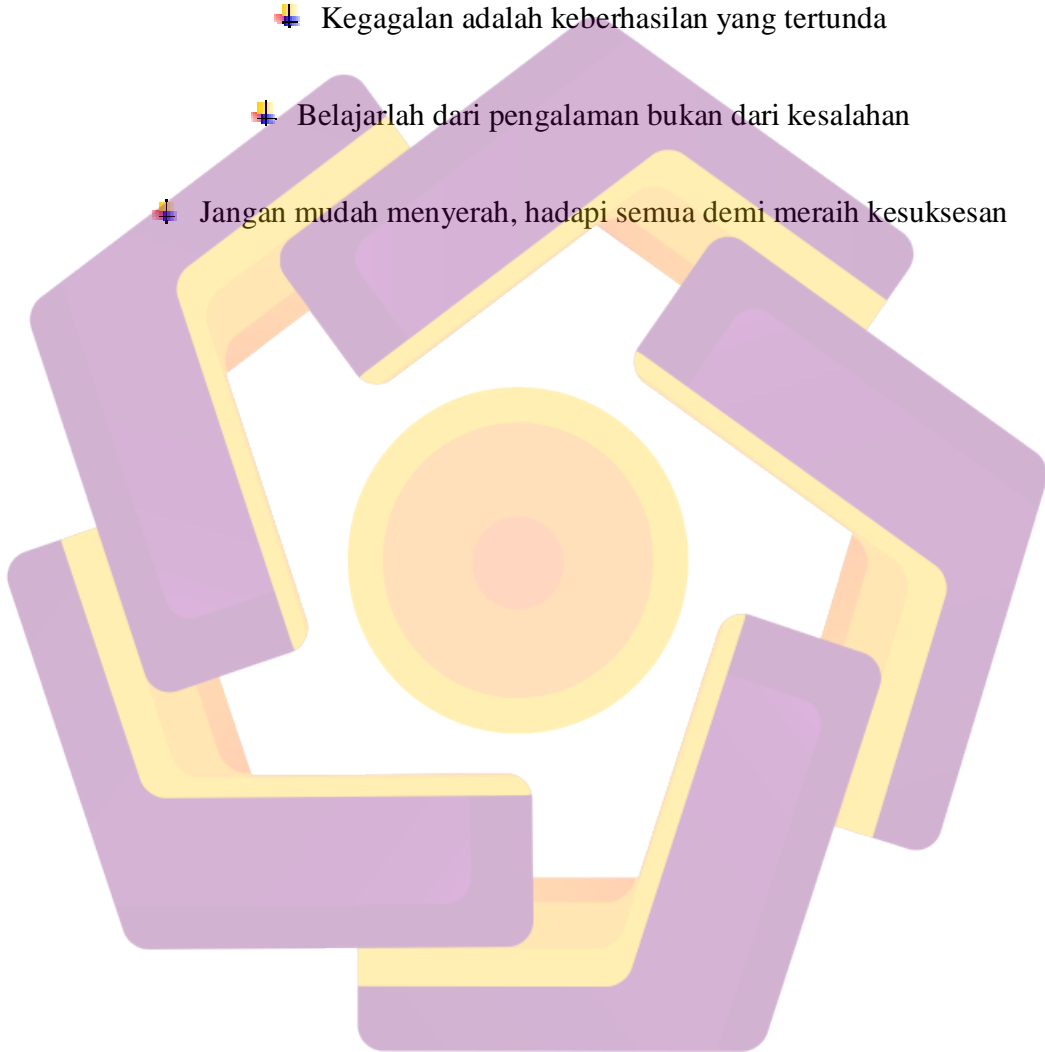 Kegagalan adalah keberhasilan yang tertunda
Belajarlah dari pengalaman bukan dari kesalahan
Jangan mudah menyerah, hadapi semua demi meraih kesuksesan